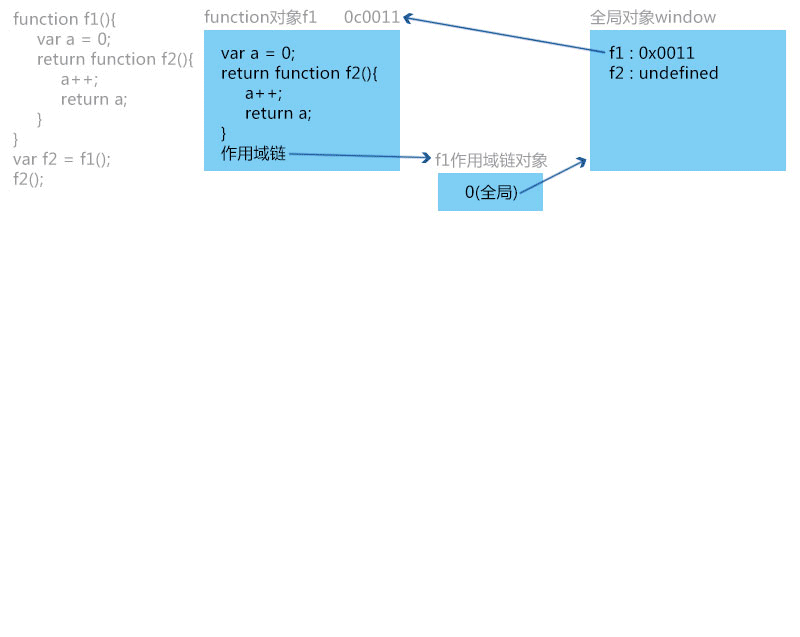 function f1(){
var a = 0;
return function f2(){
a++;
return a;
}
}
var f2 = f1();
f2();
function对象f1 0c0011
var a = 0;
return function f2(){
a++;
return a;
}
作用域链
f1作用域链对象
0(全局)
全局对象window
f1 : 0x0011
f2 : undefined